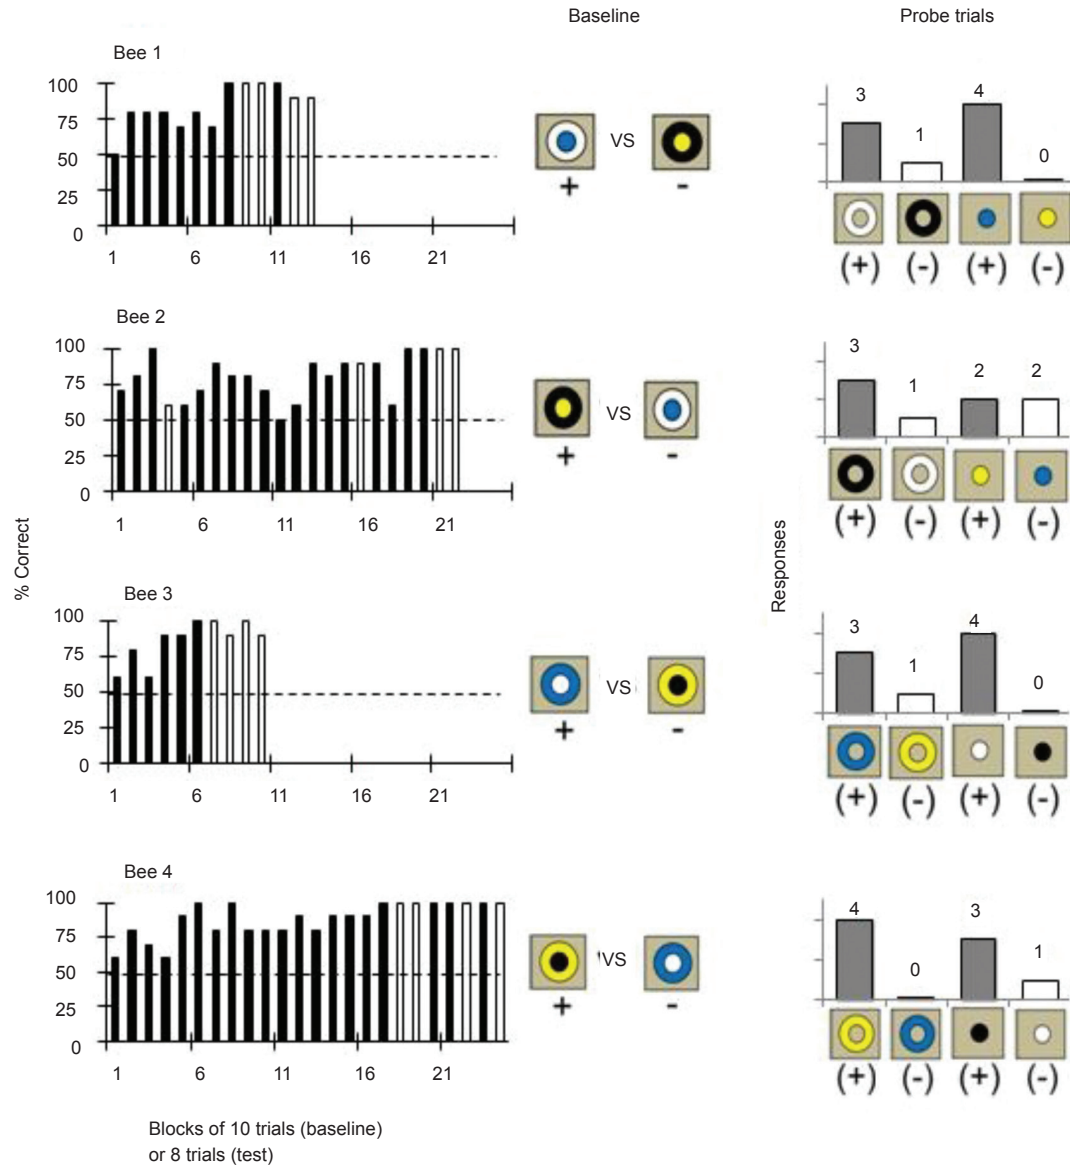 Baseline
Probe trials
Bee 1
100
75
50
25
0
1 6 11 16 21
VS
+ -
3 1 4 0
(+) (-) (+) (-)
Bee 2
100
75
50
25
0
1 6 11 16 21
VS
+ -
3 1 2 2
(+) (-) (+) (-)
% Correct
Responses
Bee 3
100
75
50
25
0
1 6 11 16 21
VS
+ -
3 1 4 0
(+) (-) (+) (-)
Bee 4
100
75
50
25
0
1 6 11 16 21
VS
+ -
4 0 3 1
(+) (-) (+) (-)
Blocks of 10 trials (baseline)
or 8 trials (test)